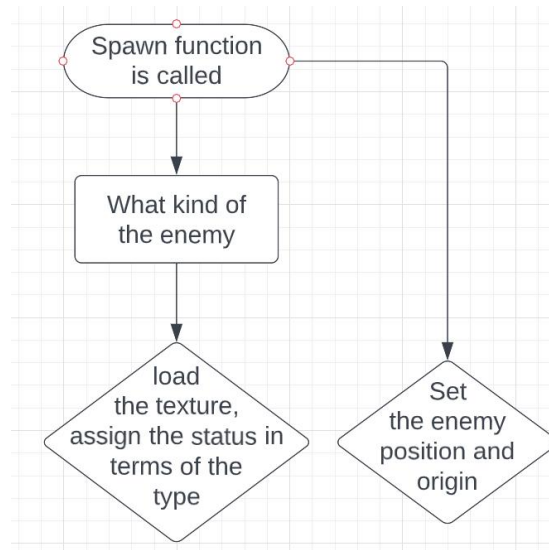 Spawn function
is called
What kind of
the enemy
load
the texture,
assign the status in
terms of the
type
Set
the enemy
position and
origin